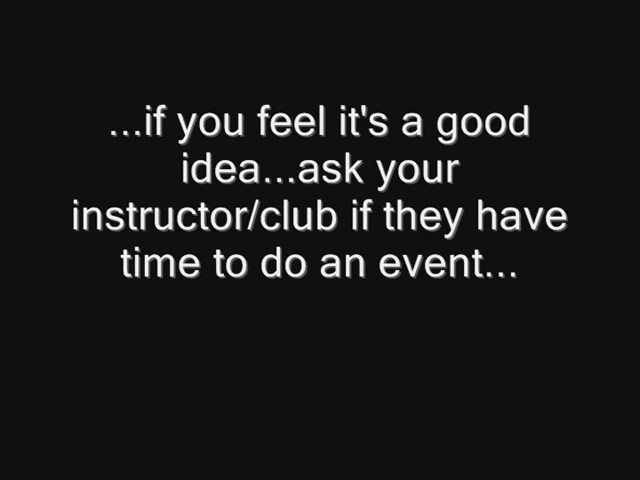 ...if you feel it's a good
idea...ask your
instructor/club if they have
time to do an event...